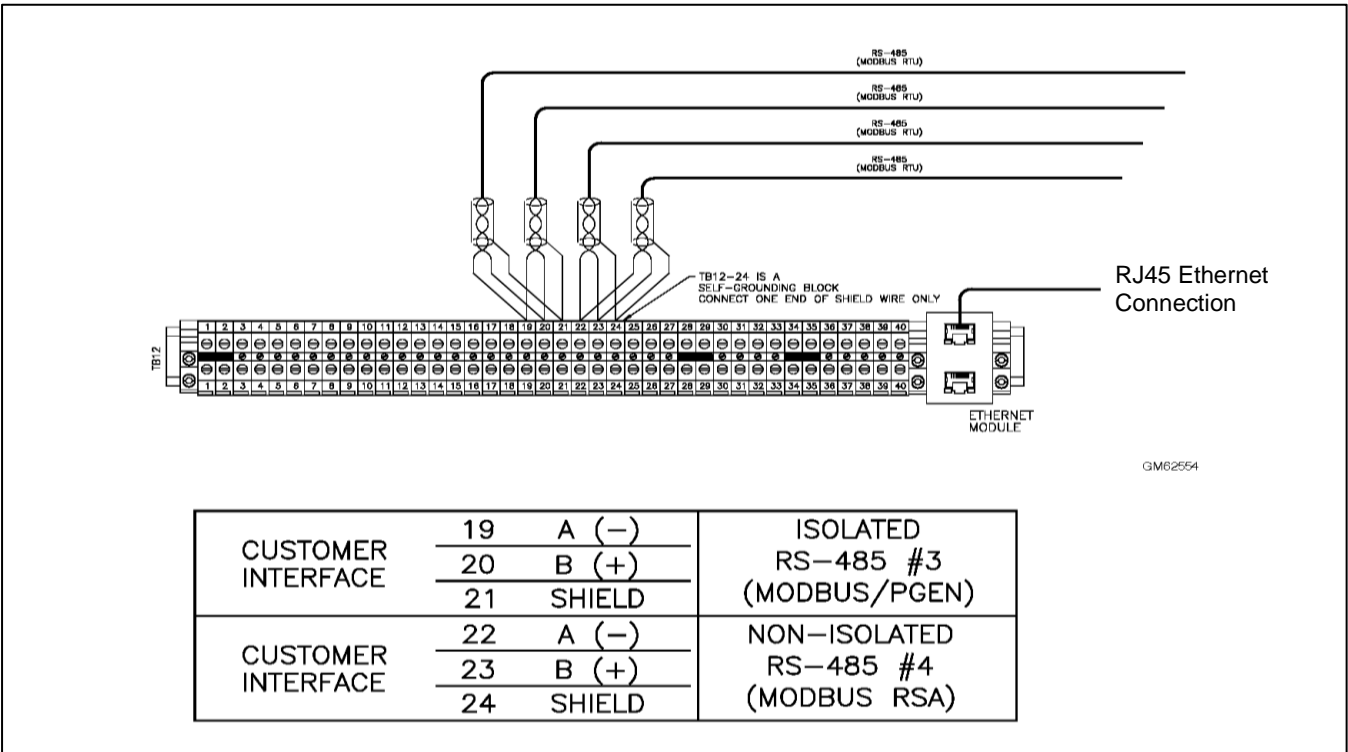 RS-485
(MODBUS RTU)
RS-485
(MODBUS RTU)
RS-485
(MODBUS RTU)
RS-485
(MODBUS RTU)
TB12-24 IS A
SELF-GROUNDING BLOCK
CONNECT ONE END OF SHIELD WIRE ONLY
RJ45 Ethernet
Connection
TB12
1 2 3 4 5 6 7 8 9 10 11 12 13 14 15 16 17 18 19 20 21 22 23 24 25 26 27 28 29 30 31 32 33 34 35 36 37 38 39 40
1 2 3 4 5 6 7 8 9 10 11 12 13 14 15 16 17 18 19 20 21 22 23 24 25 26 27 28 29 30 31 32 33 34 35 36 37 38 39 40
ETHERNET
MODULE
GM62554
CUSTOMER
INTERFACE
19 A (-)
20 B (+)
21 SHIELD
ISOLATED
RS-485 #3
(MODBUS/PGEN)
CUSTOMER
INTERFACE
22 A (-)
23 B (+)
24 SHIELD
NON-ISOLATED
RS-485 #4
(MODBUS RSA)